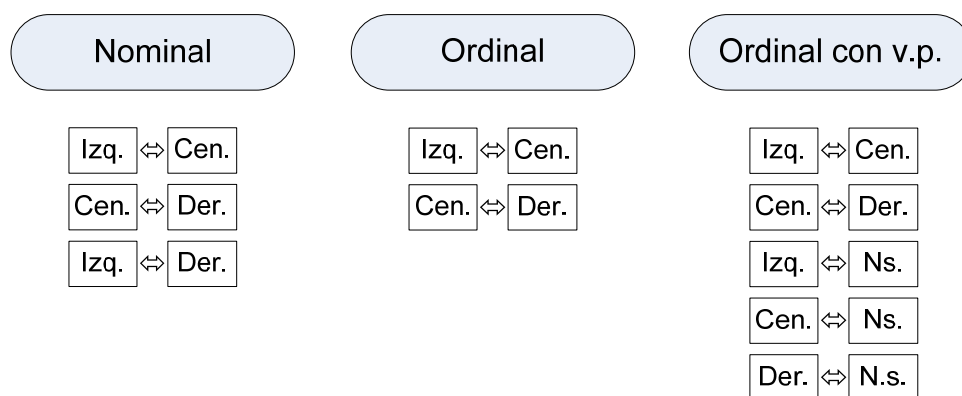 Nominal
Izq. ⇔ Cen.
Cen. ⇔ Der.
Izq. ⇔ Der.
Ordinal
Izq. ⇔ Cen.
Cen. ⇔ Der.
Ordinal con v.p.
Izq. ⇔ Cen.
Cen. ⇔ Der.
Izq. ⇔ Ns.
Cen. ⇔ Ns.
Der. ⇔ N.s.